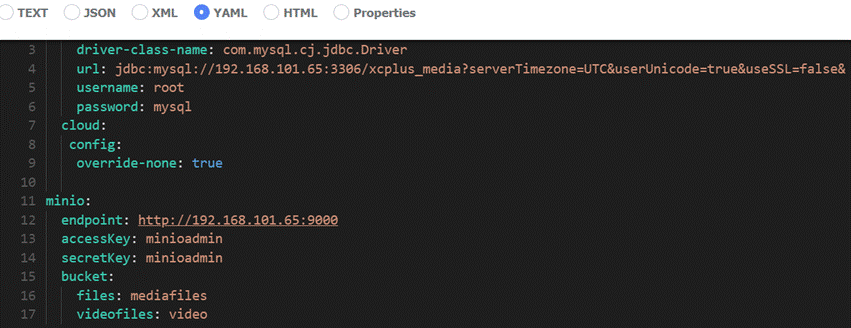 TEXT JSON XML YAML HTML Properties
3 driver-class-name: com.mysql.cj.jdbc.Driver
4 url: jdbc:mysql://192.168.101.65:3306/xcplus_media?serverTimezone=UTC&userUnicode=true&useSSL=false&
5 username: root
6 password: mysql
7 cloud:
8 config:
9 override-none: true
10
11 minio:
12 endpoint: http://192.168.101.65:9000
13 accessKey: minioadmin
14 secretKey: minioadmin
15 bucket:
16 files: mediafiles
17 videofiles: video